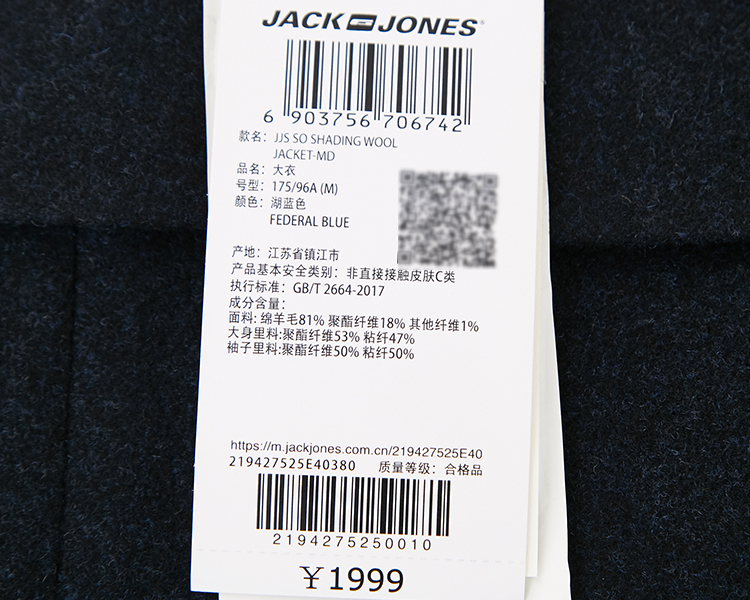 JACK JONES
6 903756 706742
款名: JJS SO SHADING WOOL
JACKET-MD
品名: 大衣
号型: 175/96A (M)
颜色: 湖蓝色
FEDERAL BLUE
产地: 江苏省镇江市
产品基本安全类别: 非直接接触皮肤C类
执行标准: GB/T 2664-2017
成分含量:
面料: 绵羊毛81% 聚酯纤维18% 其他纤维1%
大身里料:聚酯纤维53% 粘纤47%
袖子里料:聚酯纤维50% 粘纤50%
https://m.jackjones.com.cn/219427525E40
219427525E40380 质量等级: 合格品
2194275250010
￥1999